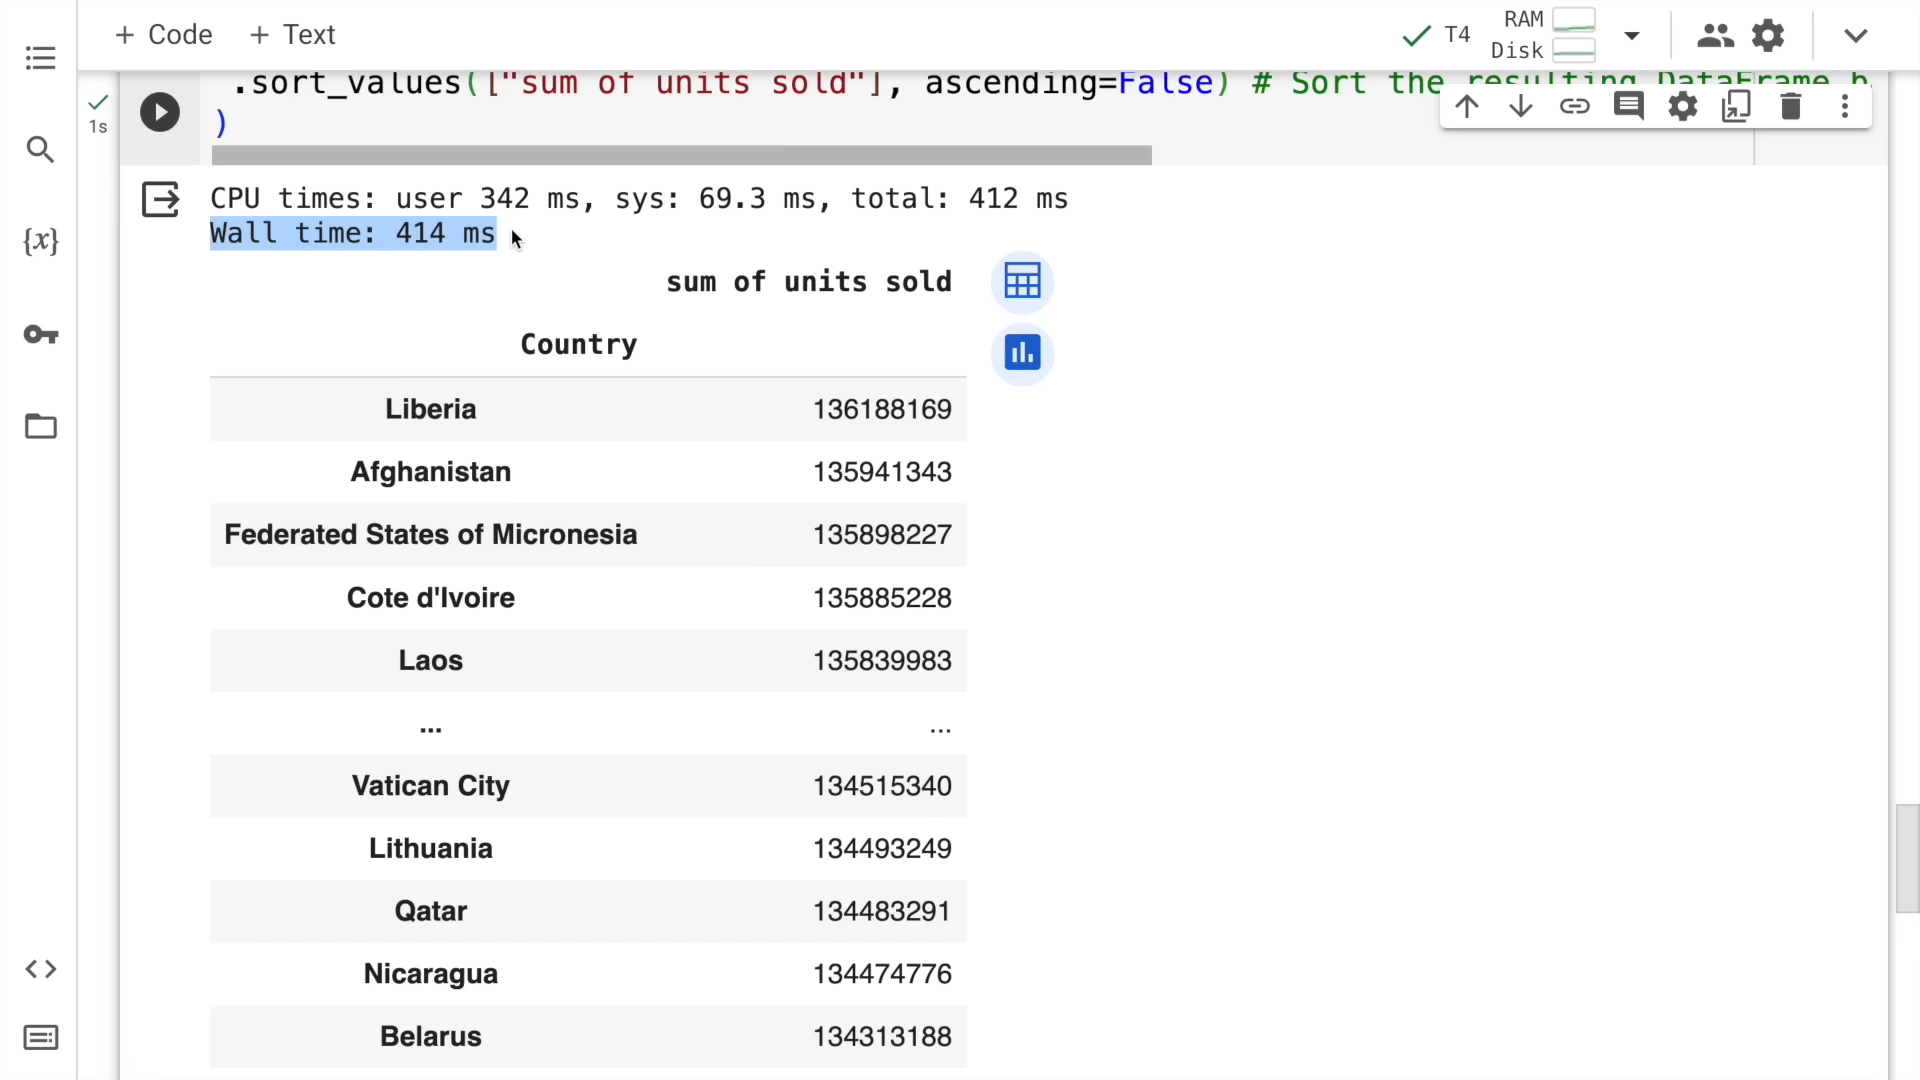 + Code + Text
T4
RAM
Disk
.sort_values(["sum of units sold"], ascending=False) # Sort the resulting DataFrame b
)
1s
{x}
CPU times: user 342 ms, sys: 69.3 ms, total: 412 ms
Wall time: 414 ms
sum of units sold
Country
Liberia 136188169
Afghanistan 135941343
Federated States of Micronesia 135898227
Cote d'Ivoire 135885228
Laos 135839983
... ...
Vatican City 134515340
Lithuania 134493249
Qatar 134483291
Nicaragua 134474776
Belarus 134313188